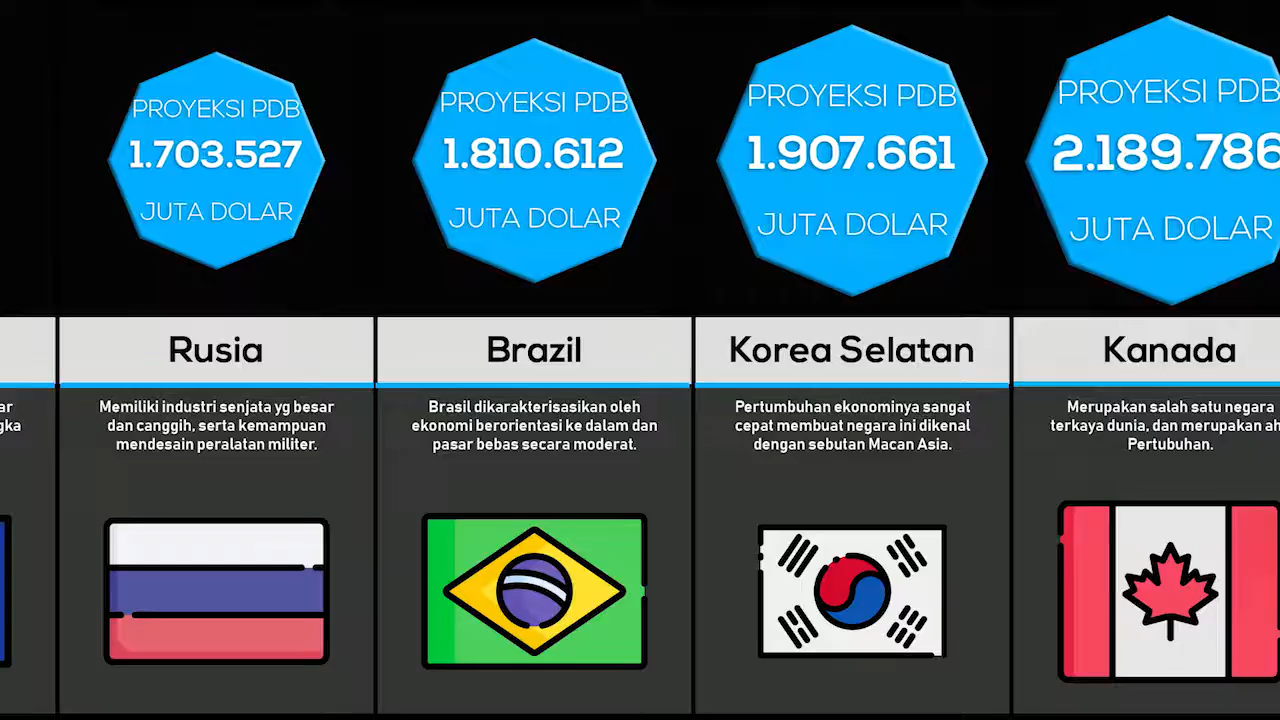 PROYEKSI PDB
1.703.527
JUTA DOLAR
PROYEKSI PDB
1.810.612
JUTA DOLAR
PROYEKSI PDB
1.907.661
JUTA DOLAR
PROYEKSI PDB
2.189.786
JUTA DOLAR
Rusia
Memiliki industri senjata yg besar
dan canggih, serta kemampuan
mendesain peralatan militer.
Brazil
Brasil dikarakterisasikan oleh
ekonomi berorientasi ke dalam dan
pasar bebas secara moderat.
Korea Selatan
Pertumbuhan ekonominya sangat
cepat membuat negara ini dikenal
dengan sebutan Macan Asia.
Kanada
Merupakan salah satu negara
terkaya dunia, dan merupakan
Pertubuhan.